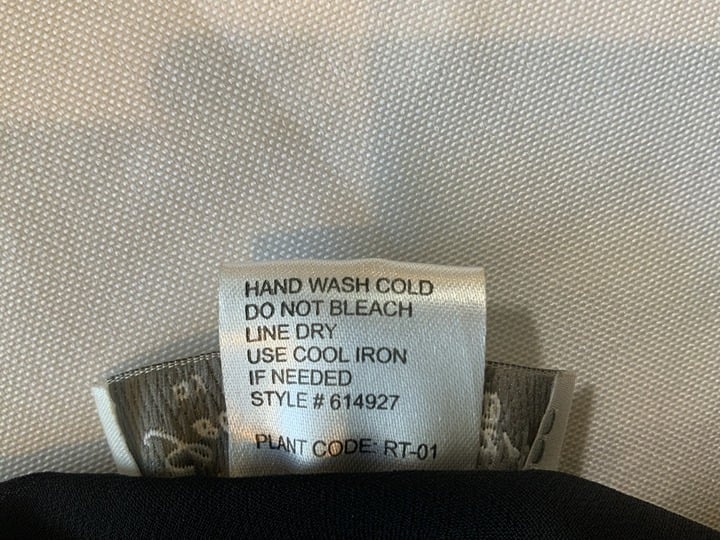 HAND WASH COLD
DO NOT BLEACH
LINE DRY
USE COOL IRON
IF NEEDED
STYLE # 614927
PLANT CODE: RT-01